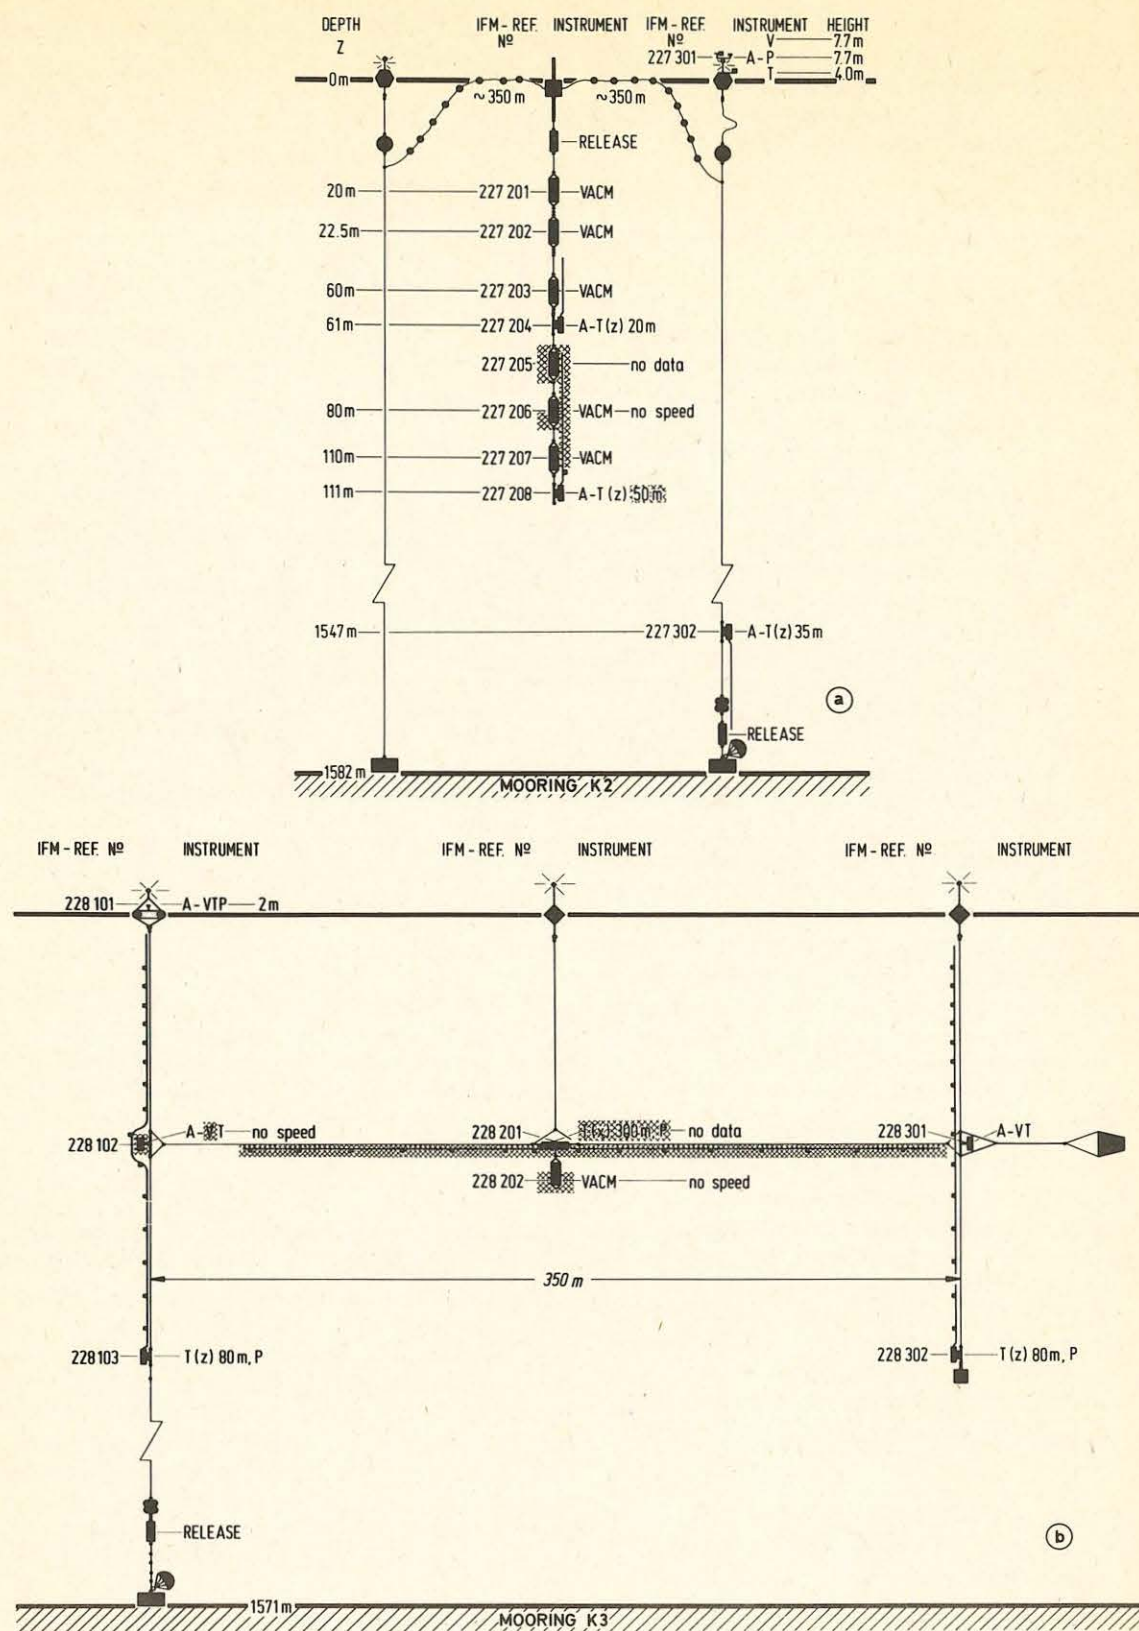 DEPTH IFM - REF. INSTRUMENT IFM - REF. INSTRUMENT HEIGHT
Z Nº Nº V 7.7m
227 301 A - P 7.7m
0m T 4.0m
~350 m ~350 m
RELEASE
20m 227 201 VACM
22.5m 227 202 VACM
60m 227 203 VACM
61m 227 204 A-T(z) 20m
227 205 no data
80m 227 206 VACM no speed
110m 227 207 VACM
111m 227 208 A-T(z) 50m
1547m 227 302 A-T(z) 35m
a
RELEASE
1582 m
MOORING K2
IFM - REF. Nº INSTRUMENT IFM - REF. Nº INSTRUMENT IFM - REF. Nº INSTRUMENT
228 101 A - VTP 2m
228 102 A-VT no speed 228 201 T(x) 300m P no data 228 301 A-VT
228 202 VACM no speed
350 m
228 103 T(z) 80m, P 228 302 T(z) 80m, P
RELEASE
b
1571m
MOORING K3